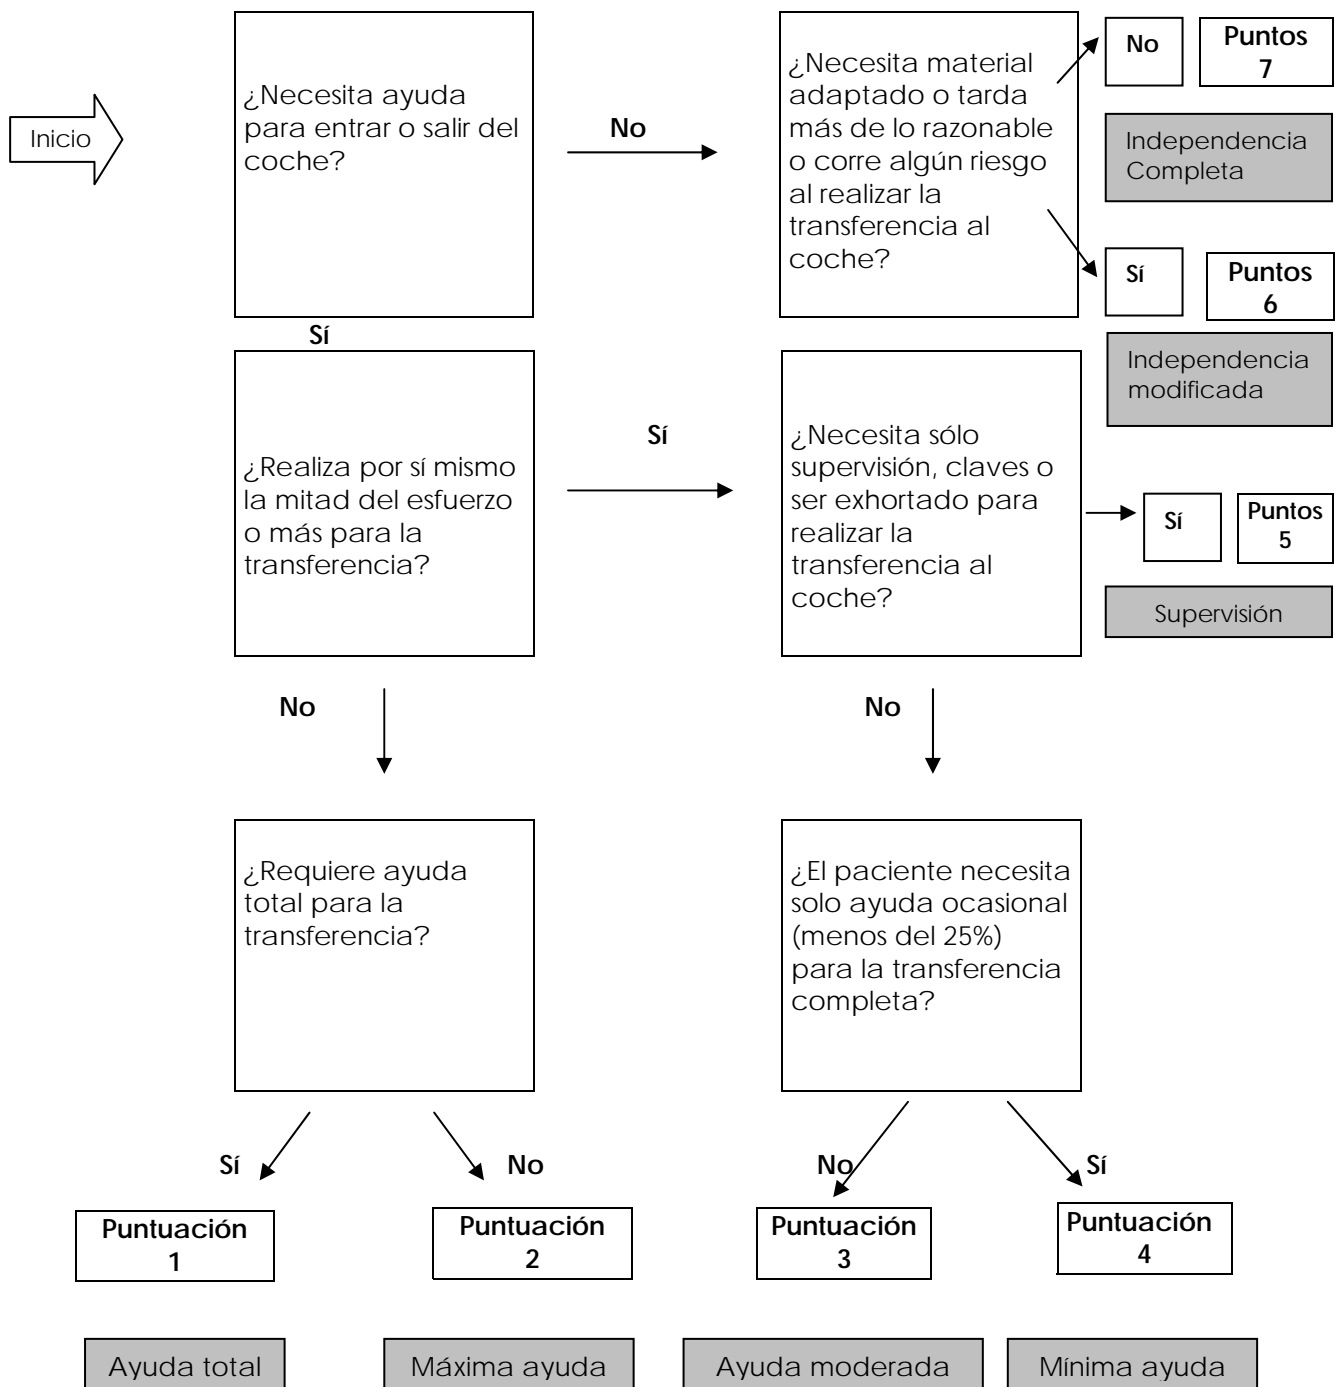 Inicio
¿Necesita ayuda
para entrar o salir del
coche?
No
¿Necesita material
adaptado o tarda
más de lo razonable
o corre algún riesgo
al realizar la
transferencia al
coche?
No
Puntos
7
Independencia
Completa
Sí
Puntos
6
Independencia
modificada
Sí
¿Realiza por sí mismo
la mitad del esfuerzo
o más para la
transferencia?
Sí
¿Necesita sólo
supervisión, claves o
ser exhortado para
realizar la
transferencia al
coche?
Sí
Puntos
5
Supervisión
No
No
¿Requiere ayuda
total para la
transferencia?
¿El paciente necesita
solo ayuda ocasional
(menos del 25%)
para la transferencia
completa?
Sí
No
No
Sí
Puntuación
1
Puntuación
2
Puntuación
3
Puntuación
4
Ayuda total
Máxima ayuda
Ayuda moderada
Mínima ayuda